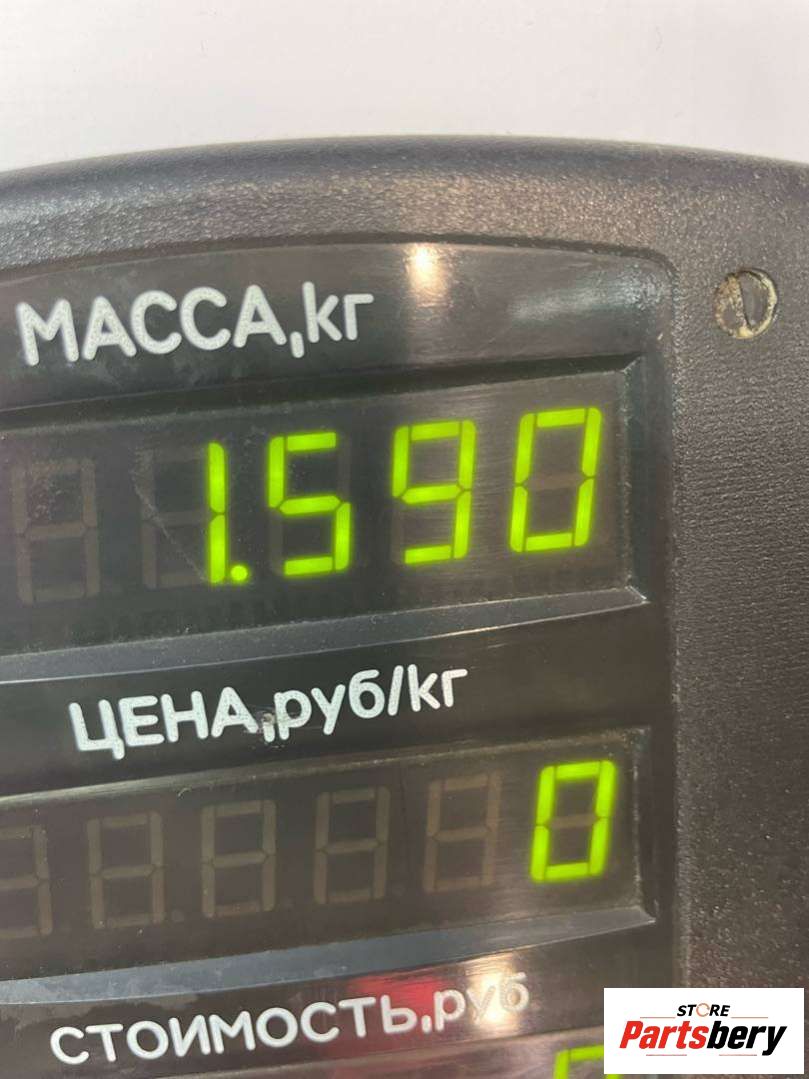 МАССА,кг
1.590
ЦЕНА,руб/кг
0
СТОИМОСТЬ,руб
STORE
Partsbery